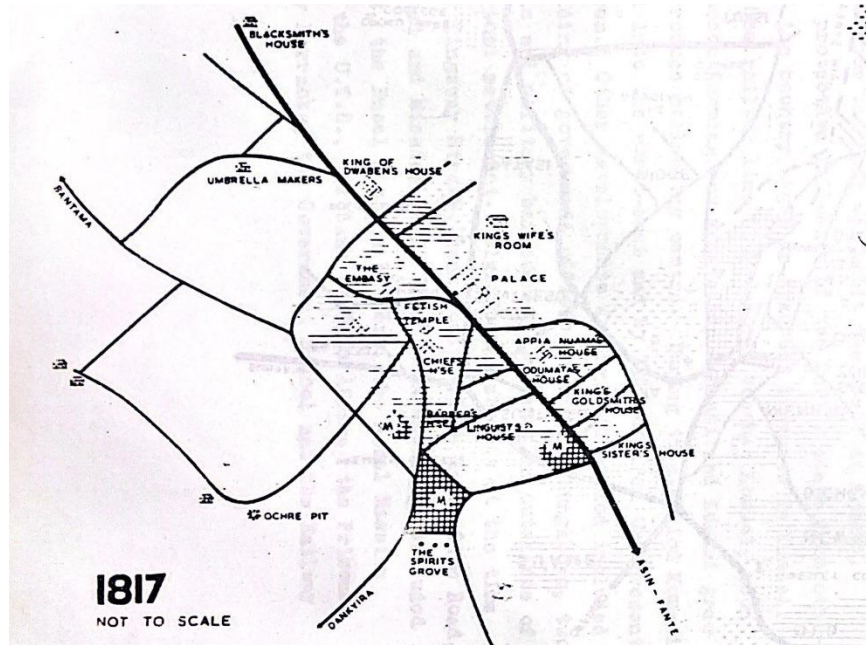 BLACKSMITH'S
HOUSE
KING OF
DWABENS HOUSE
UMBRELLA MAKERS
BANTAMA
KINGS WIFE'S
ROOM
THE
EMBASY
PALACE
FETISH
TEMPLE
APPIA NUAMAS
HOUSE
CHIEFS
H'SE
ODUMATAS
HOUSE
KING'S
GOLDSMITH'S
HOUSE
M
BARBER'S
H'SE
LINGUIST'S
HOUSE
M
KINGS
SISTER'S HOUSE
M
OCHRE PIT
THE
SPIRITS
GROVE
ASIN-FANTE
DANKYIRA
1817
NOT TO SCALE